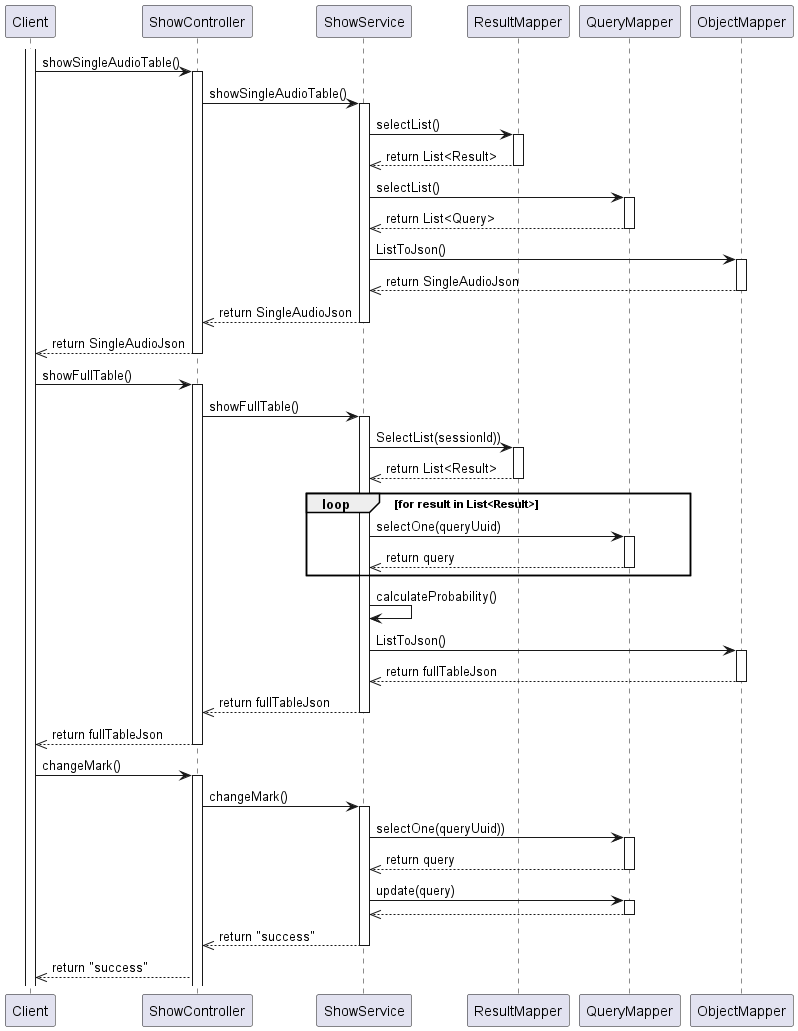 Client
ShowController
ShowService
ResultMapper
QueryMapper
ObjectMapper
showSingleAudioTable()
showSingleAudioTable()
selectList()
return List<Result>
selectList()
return List<Query>
ListToJson()
return SingleAudioJson
return SingleAudioJson
return SingleAudioJson
showFullTable()
showFullTable()
SelectList(sessionId))
return List<Result>
loop [for result in List<Result>]
selectOne(queryUuid)
return query
calculateProbability()
ListToJson()
return fullTableJson
return fullTableJson
return fullTableJson
changeMark()
changeMark()
selectOne(queryUuid))
return query
update(query)
return "success"
return "success"
Client
ShowController
ShowService
ResultMapper
QueryMapper
ObjectMapper